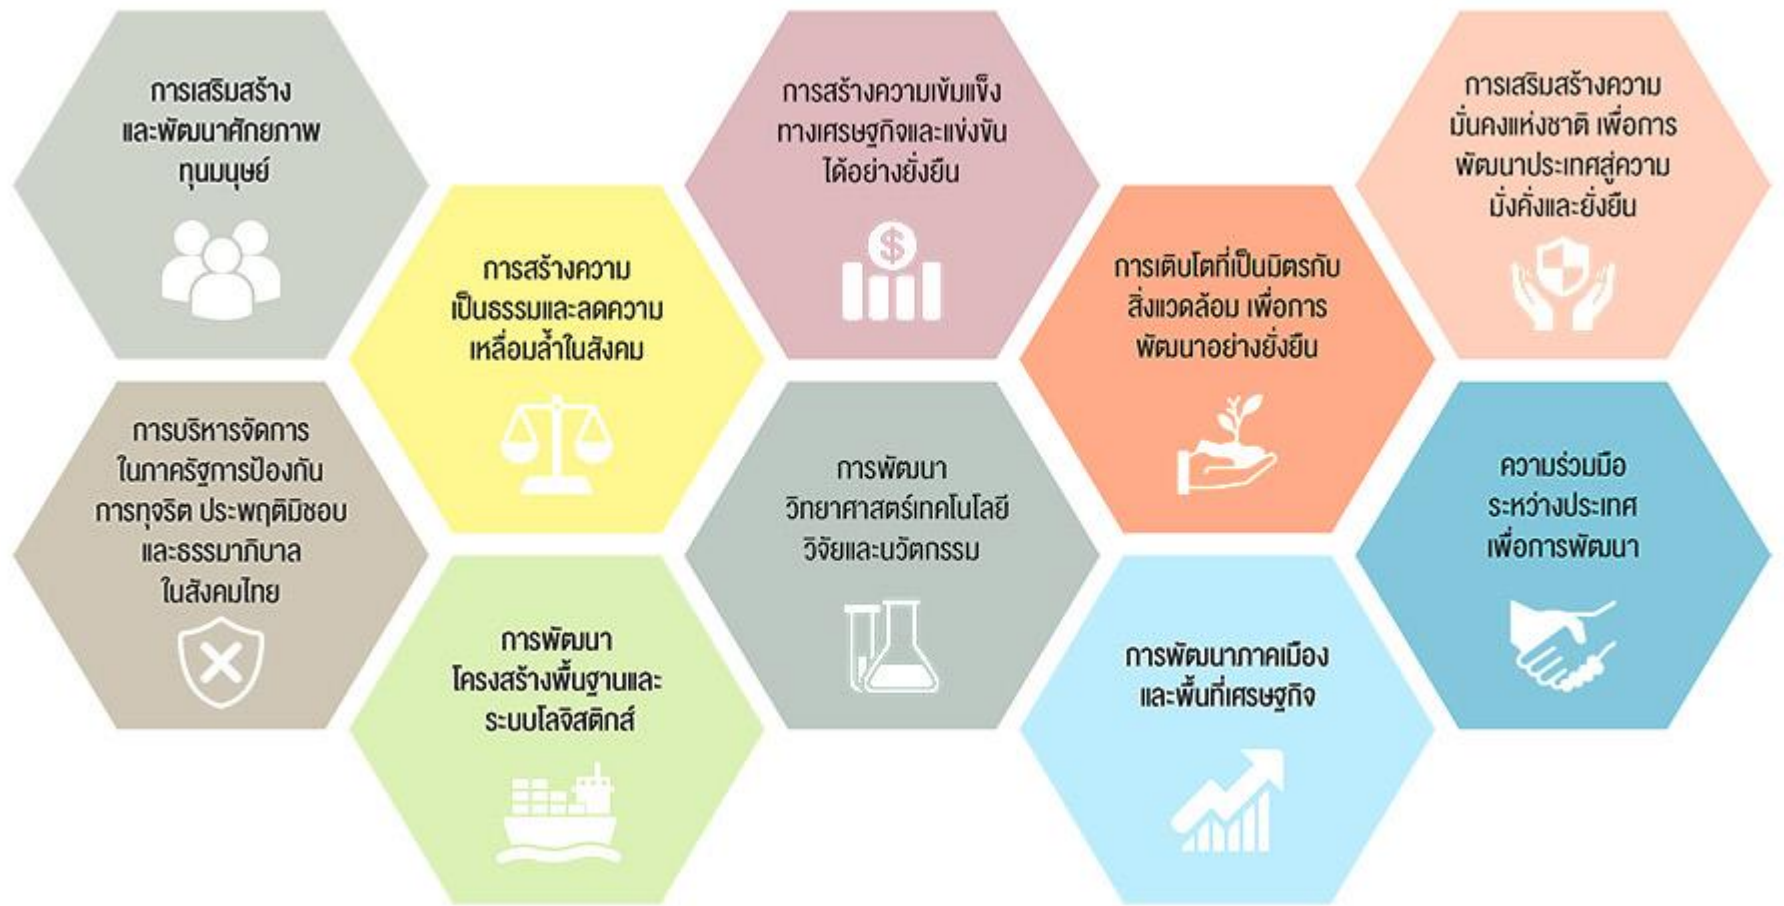 การเสริมสร้าง
และพัฒนาศักยภาพ
ทุนมนุษย์
การสร้างความ
เป็นธรรมและลดความ
เหลื่อมล้ำในสังคม
การสร้างความเข้มแข็ง
ทางเศรษฐกิจและแข่งขัน
ได้อย่างยั่งยืน
การเติบโตที่เป็นมิตรกับ
สิ่งแวดล้อม เพื่อการ
พัฒนาอย่างยั่งยืน
การเสริมสร้างความ
มั่นคงแห่งชาติ เพื่อการ
พัฒนาประเทศสู่ความ
มั่งคั่งและยั่งยืน
การบริหารจัดการ
ในภาครัฐการป้องกัน
การทุจริต ประพฤติมิชอบ
และธรรมาภิบาล
ในสังคมไทย
การพัฒนา
โครงสร้างพื้นฐานและ
ระบบโลจิสติกส์
การพัฒนา
วิทยาศาสตร์เทคโนโลยี
วิจัยและนวัตกรรม
การพัฒนาภาคเมือง
และพื้นที่เศรษฐกิจ
ความร่วมมือ
ระหว่างประเทศ
เพื่อการพัฒนา
$